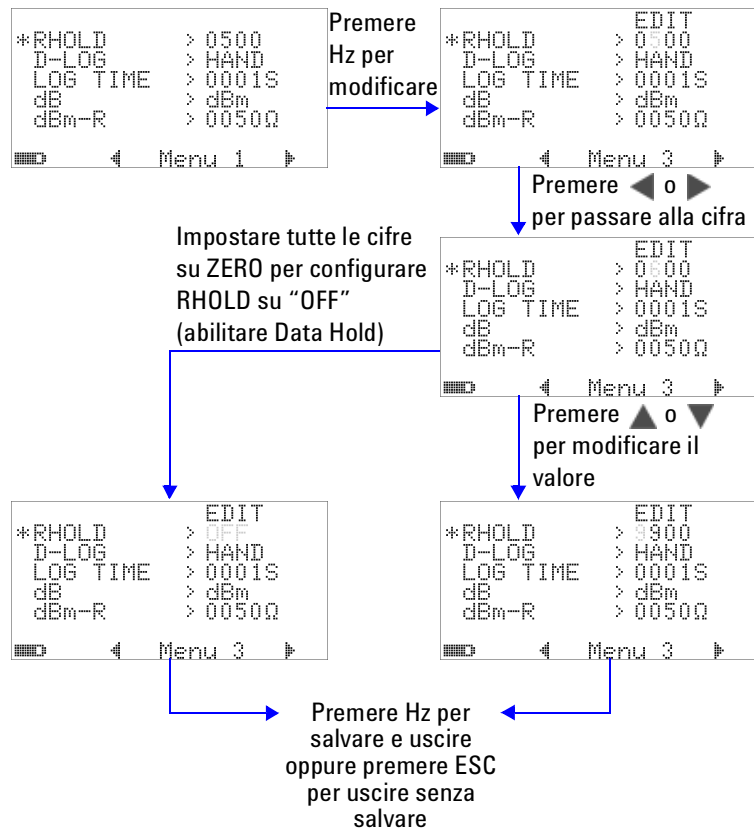 *RHOLD > 0500
D-LOG > HAND
LOG TIME > 0001S
dB > dBm
dBm-R > 0050Ω
Menu 1
Premere
Hz per
modificare
EDIT
*RHOLD > 0500
D-LOG > HAND
LOG TIME > 0001S
dB > dBm
dBm-R > 0050Ω
Menu 3
Premere ◀ o ▶
per passare alla cifra
EDIT
*RHOLD > 0600
D-LOG > HAND
LOG TIME > 0001S
dB > dBm
dBm-R > 0050Ω
Menu 3
Impostare tutte le cifre
su ZERO per configurare
RHOLD su “OFF”
(abilitare Data Hold)
Premere ▲ o ▼
per modificare il
valore
EDIT
*RHOLD > OFF
D-LOG > HAND
LOG TIME > 0001S
dB > dBm
dBm-R > 0050Ω
Menu 3
EDIT
*RHOLD > 9900
D-LOG > HAND
LOG TIME > 0001S
dB > dBm
dBm-R > 0050Ω
Menu 3
Premere Hz per
salvare e uscire
oppure premere ESC
per uscire senza
salvare